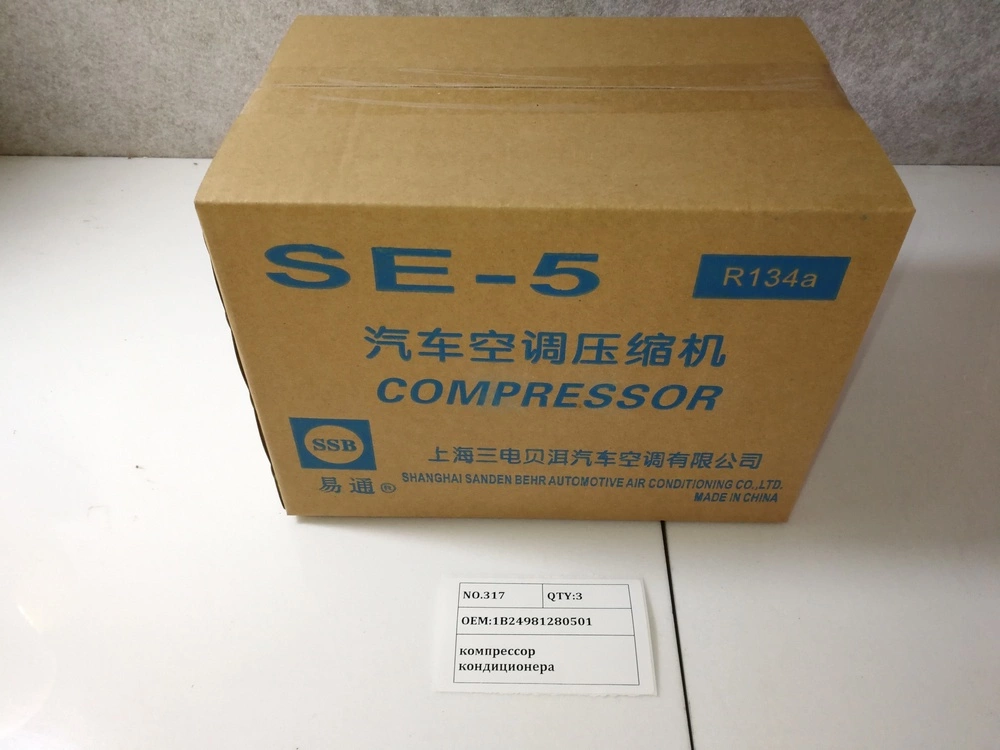 SE-5
R134a
汽车空调压缩机
COMPRESSOR
SSB
易通®
上海三电贝洱汽车空调有限公司
SHANGHAI SANDEN BEHR AUTOMOTIVE AIR CONDITIONING CO.,LTD.
MADE IN CHINA
NO.317
QTY:3
OEM:1B24981280501
компрессор
кондиционера